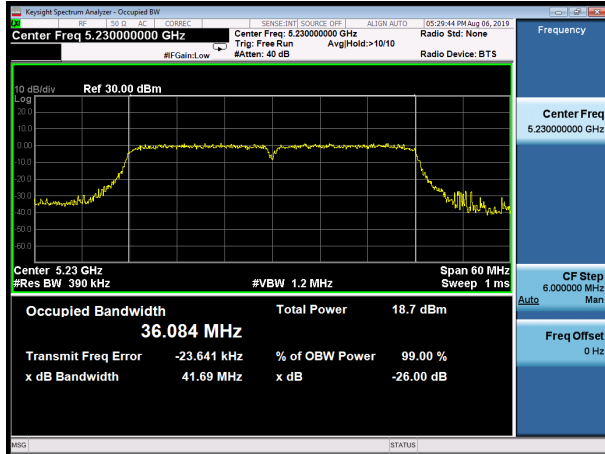 Keysight Spectrum Analyzer - Occupied BW
RF 50 Ω AC CORREC SENSE:INT SOURCE OFF ALIGN AUTO 05:29:44 PM Aug 06, 2019
Center Freq 5.230000000 GHz Center Freq: 5.230000000 GHz Radio Std: None
Trig: Free Run Avg|Hold:>10/10
#IFGain:Low #Atten: 40 dB Radio Device: BTS
Frequency
10 dB/div Ref 30.00 dBm
Log
20.0
10.0
0.00
-10.0
-20.0
-30.0
-40.0
-50.0
-60.0
Center 5.23 GHz Span 60 MHz
#Res BW 390 kHz #VBW 1.2 MHz Sweep 1 ms
Occupied Bandwidth Total Power 18.7 dBm
36.084 MHz
Transmit Freq Error -23.641 kHz % of OBW Power 99.00 %
x dB Bandwidth 41.69 MHz x dB -26.00 dB
Center Freq
5.230000000 GHz
CF Step
6.000000 MHz
Auto Man
Freq Offset
0 Hz
MSG STATUS